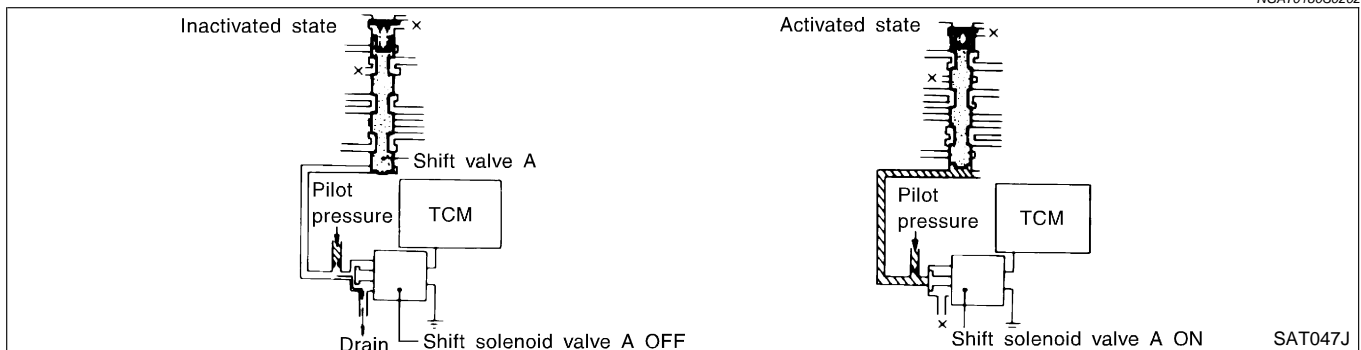 Inactivated state
×
×
Shift valve A
Pilot
pressure
TCM
Drain
Shift solenoid valve A OFF
Activated state
×
×
Pilot
pressure
TCM
×
Shift solenoid valve A ON
SAT047J